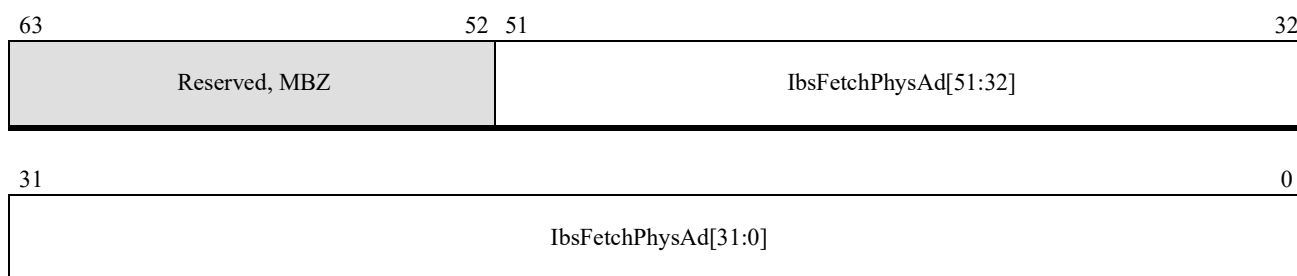 63 52 51 32
Reserved, MBZ IbsFetchPhysAd[51:32]
31 0
IbsFetchPhysAd[31:0]